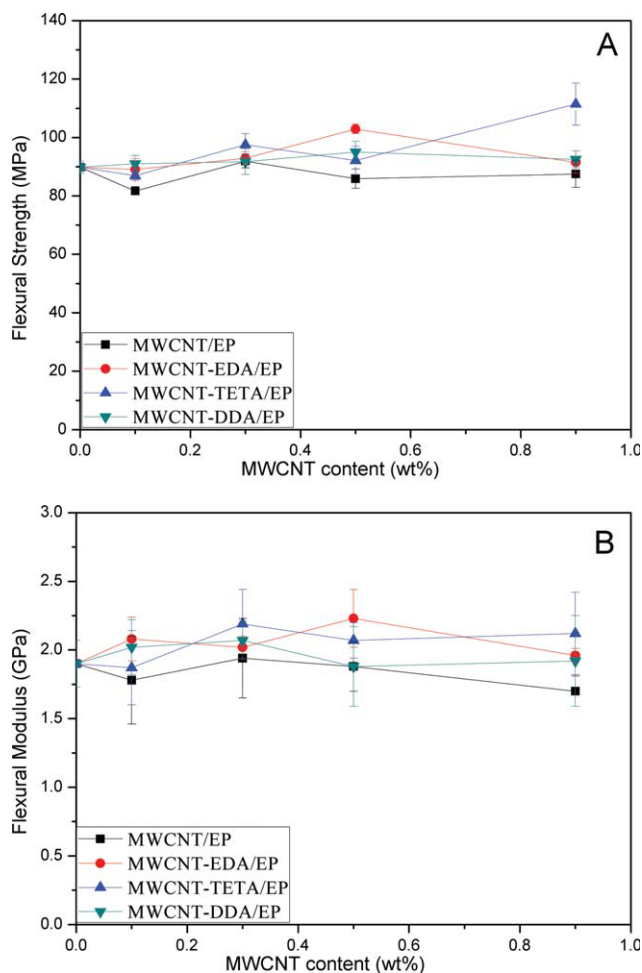 A
140
120
100
80
60
40
20
0
Flexural Strength (MPa)
MWCNT/EP
MWCNT-EDA/EP
MWCNT-TETA/EP
MWCNT-DDA/EP
0.0 0.2 0.4 0.6 0.8 1.0
MWCNT content (wt%)
B
3.0
2.5
2.0
1.5
1.0
0.5
0.0
Flexural Modulus (GPa)
MWCNT/EP
MWCNT-EDA/EP
MWCNT-TETA/EP
MWCNT-DDA/EP
0.0 0.2 0.4 0.6 0.8 1.0
MWCNT content (wt%)